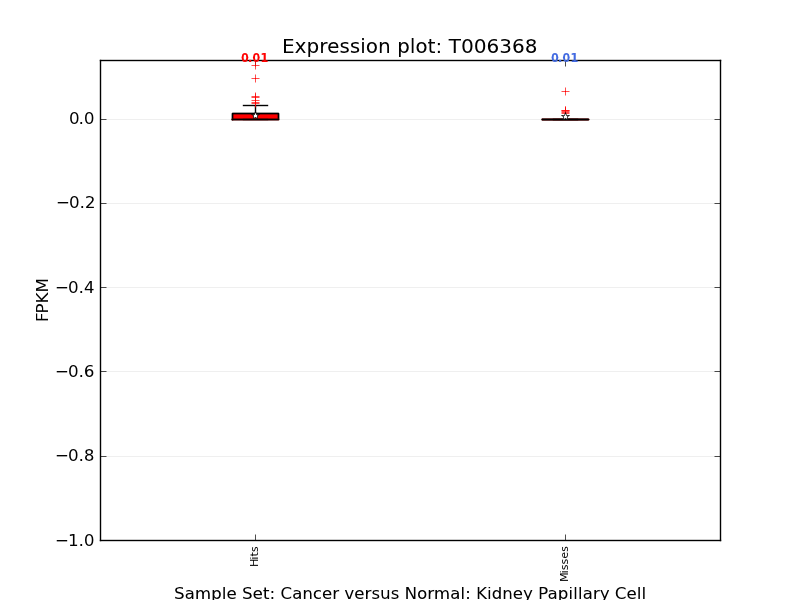 Expression plot: T006368
0.01
0.01
0.0
−0.2
−0.4
−0.6
−0.8
−1.0
FPKM
Hits
Misses
Sample Set: Cancer versus Normal: Kidney Papillary Cell